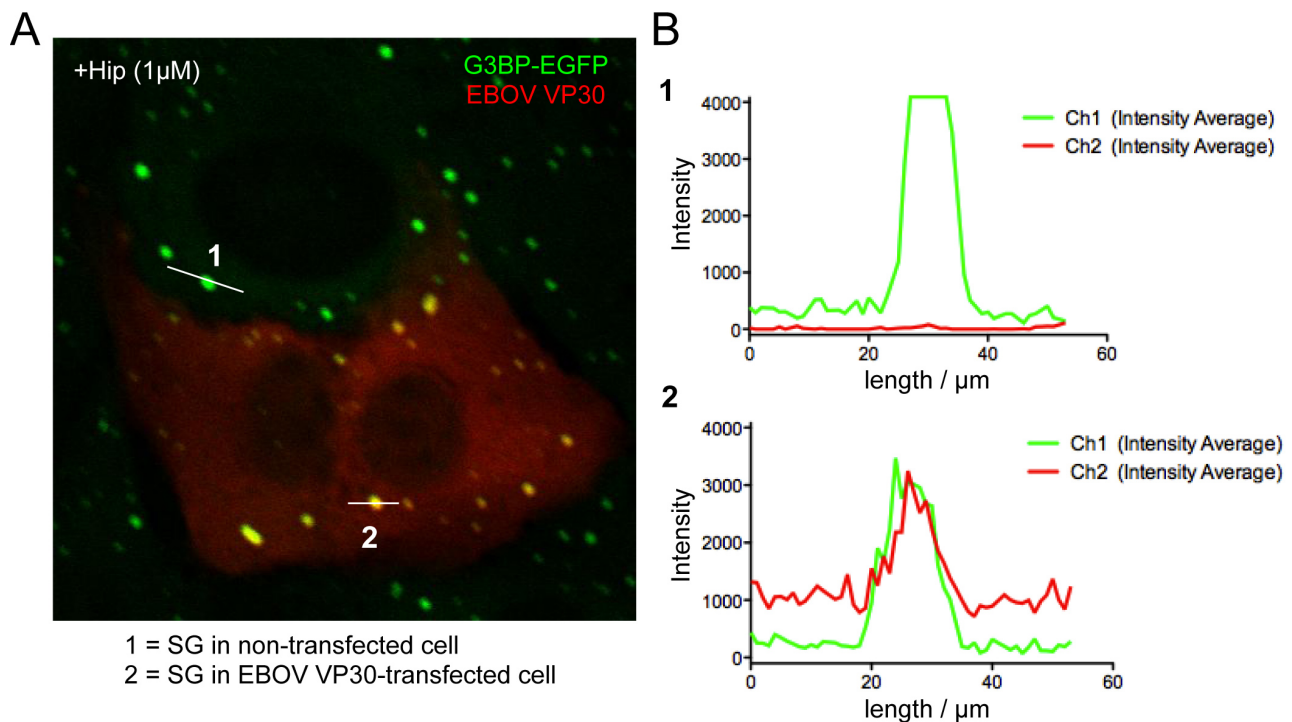 A
+Hip (1µM)
G3BP-EGFP
EBOV VP30
1
2
1 = SG in non-transfected cell
2 = SG in EBOV VP30-transfected cell
B
1
Intensity
4000
3000
2000
1000
0
0 20 40 60
length / µm
Ch1 (Intensity Average)
Ch2 (Intensity Average)
2
Intensity
4000
3000
2000
1000
0
0 20 40 60
length / µm
Ch1 (Intensity Average)
Ch2 (Intensity Average)